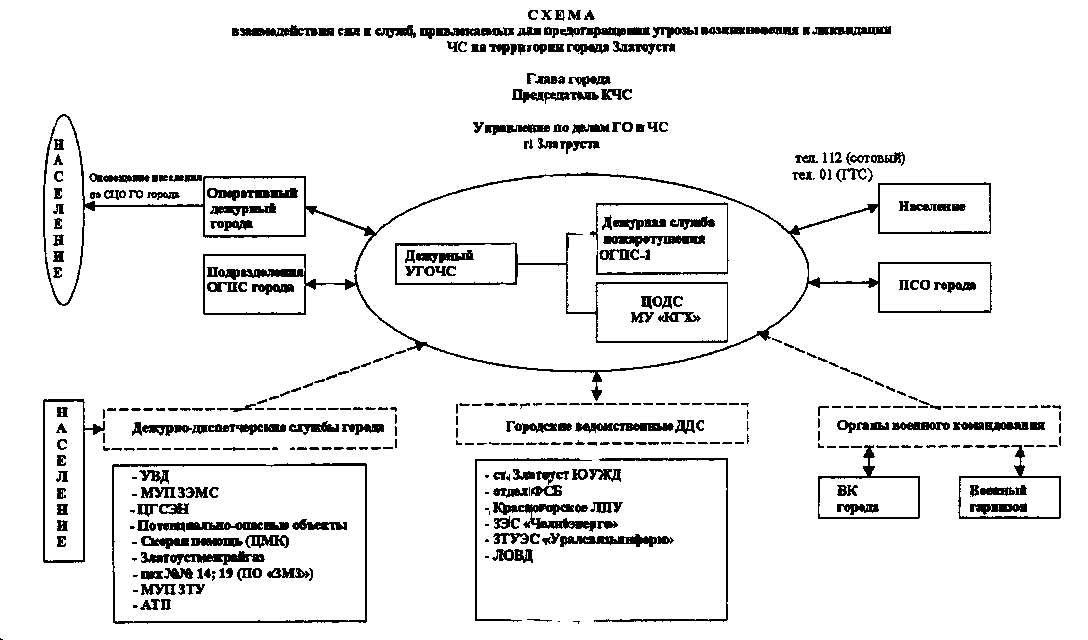 СХЕМА
взаимодействия сил и служб, привлекаемых для предотвращения угрозы возникновения и ликвидации
ЧС на территории города Златоуста
Глава города
Председатель КЧС
Управление по делам ГО и ЧС
г. Златоуста
НАСЕЛЕНИЕ
Оповещение населения
по СЦО ГО города
Оперативный
дежурный
города
Подразделения
ОГПС города
Дежурный
УГОЧС
Дежурная служба
пожаротушения
ОГПС-1
ЦОДС
МУ «КГХ»
тел. 112 (сотовый)
тел. 01 (ГТС)
Население
ПСО города
НАСЕЛЕНИЕ
Дежурно-диспетчерские службы города
- УВД
- МУП ЗЭМС
- ЦГСЭН
- Потенциально-опасные объекты
- Скорая помощь (ЦМК)
- Златоустмежрайгаз
- цех №№ 14; 19 (ПО «ЗМЗ»)
- МУП ЗТУ
- АТП
Городские ведомственные ДДС
- ст. Златоуст ЮУЖД
- отдел ФСБ
- Красногорское ЛПУ
- ЗЭС «Челябэнерго»
- ЗТУЭС «Уралсвязьинформ»
- ЛОВД
Органы военного командования
ВК
города
Военный
гарнизон